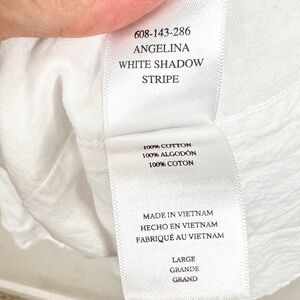 608-143-286
ANGELINA
WHITE SHADOW
STRIPE
100% COTTON
100% ALGODÓN
100% COTON
MADE IN VIETNAM
HECHO EN VIETNAM
FABRIQUÉ AU VIETNAM
LARGE
GRANDE
GRAND